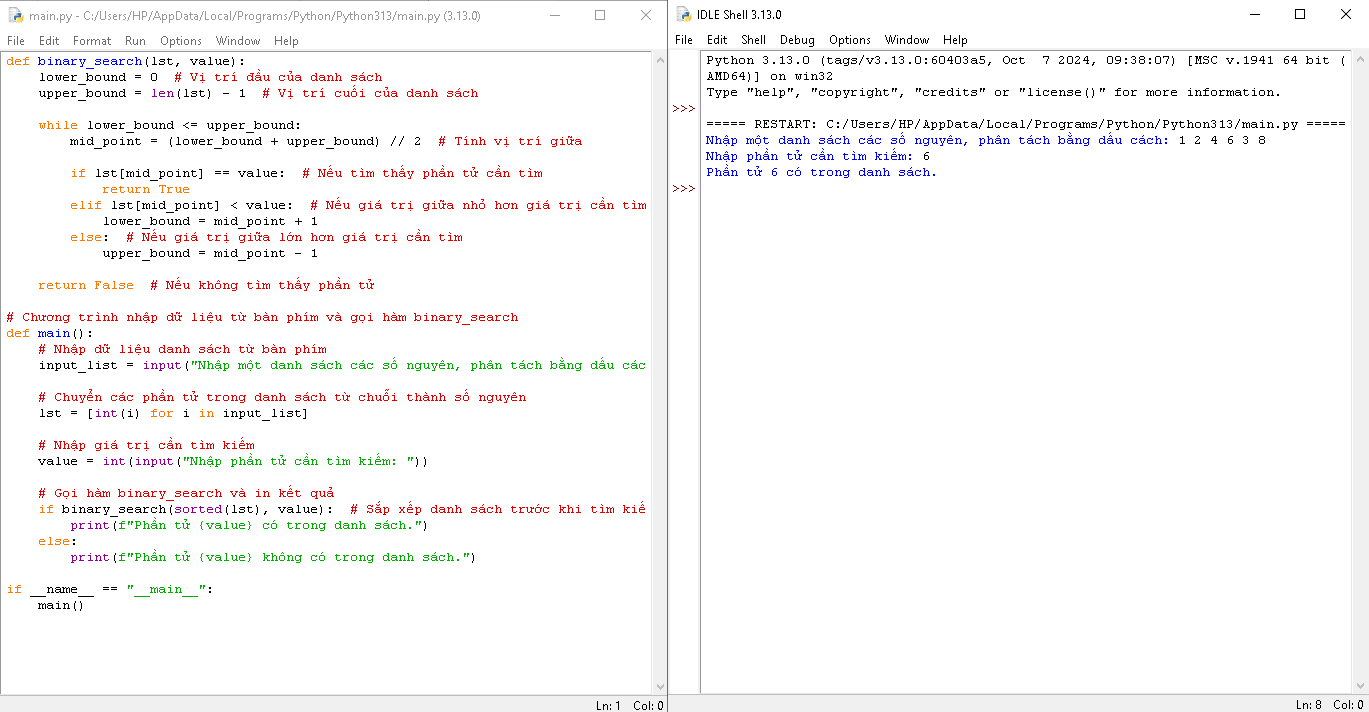 main.py - C:/Users/HP/AppData/Local/Programs/Python/Python313/main.py (3.13.0)
File Edit Format Run Options Window Help
def binary_search(lst, value):
    lower_bound = 0  # Vị trí đầu của danh sách
    upper_bound = len(lst) - 1  # Vị trí cuối của danh sách
    while lower_bound <= upper_bound:
        mid_point = (lower_bound + upper_bound) // 2  # Tính vị trí giữa
        if lst[mid_point] == value:  # Nếu tìm thấy phần tử cần tìm
            return True
        elif lst[mid_point] < value:  # Nếu giá trị giữa nhỏ hơn giá trị cần tìm
            lower_bound = mid_point + 1
        else:  # Nếu giá trị giữa lớn hơn giá trị cần tìm
            upper_bound = mid_point - 1
    return False  # Nếu không tìm thấy phần tử
# Chương trình nhập dữ liệu từ bàn phím và gọi hàm binary_search
def main():
    # Nhập dữ liệu danh sách từ bàn phím
    input_list = input("Nhập một danh sách các số nguyên, phân tách bằng dấu các
    # Chuyển các phần tử trong danh sách từ chuỗi thành số nguyên
    lst = [int(i) for i in input_list]
    # Nhập giá trị cần tìm kiếm
    value = int(input("Nhập phần tử cần tìm kiếm: "))
    # Gọi hàm binary_search và in kết quả
    if binary_search(sorted(lst), value):  # Sắp xếp danh sách trước khi tìm kiế
        print(f"Phần tử {value} có trong danh sách.")
    else:
        print(f"Phần tử {value} không có trong danh sách.")
if __name__ == "__main__":
    main()
Ln: 1 Col: 0
IDLE Shell 3.13.0
File Edit Shell Debug Options Window Help
Python 3.13.0 (tags/v3.13.0:60403a5, Oct  7 2024, 09:38:07) [MSC v.1941 64 bit (
AMD64)] on win32
Type "help", "copyright", "credits" or "license()" for more information.
>>>
===== RESTART: C:/Users/HP/AppData/Local/Programs/Python/Python313/main.py =====
Nhập một danh sách các số nguyên, phân tách bằng dấu cách: 1 2 4 6 3 8
Nhập phần tử cần tìm kiếm: 6
Phần tử 6 có trong danh sách.
>>>
Ln: 8 Col: 0